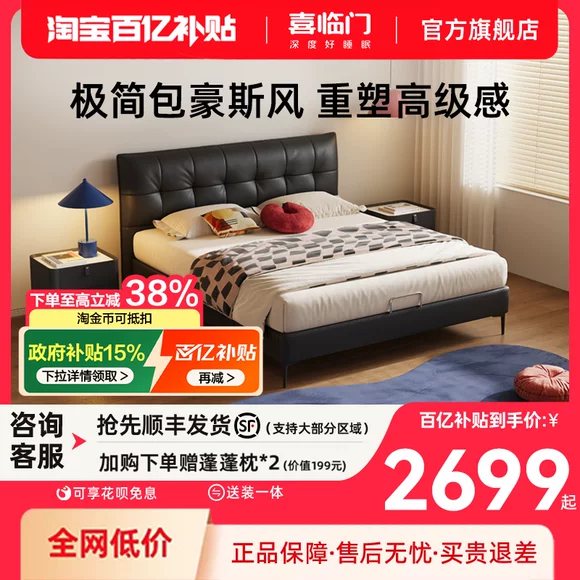 淘宝百亿补贴
喜临门
深度好睡眠
官方旗舰店
极简包豪斯风 重塑高级感
下单至高立减38%
淘金币可抵扣
政府补贴15%
下拉详情领取>
百亿补贴
再减>
咨询
客服
抢先顺丰发货 SF (支持大部分区域)
加购下单赠蓬蓬枕*2(价值199元)
可享花呗免息
送装一体
百亿补贴到手价:¥
2699起
全网低价
正品保障·售后无忧·买贵退差